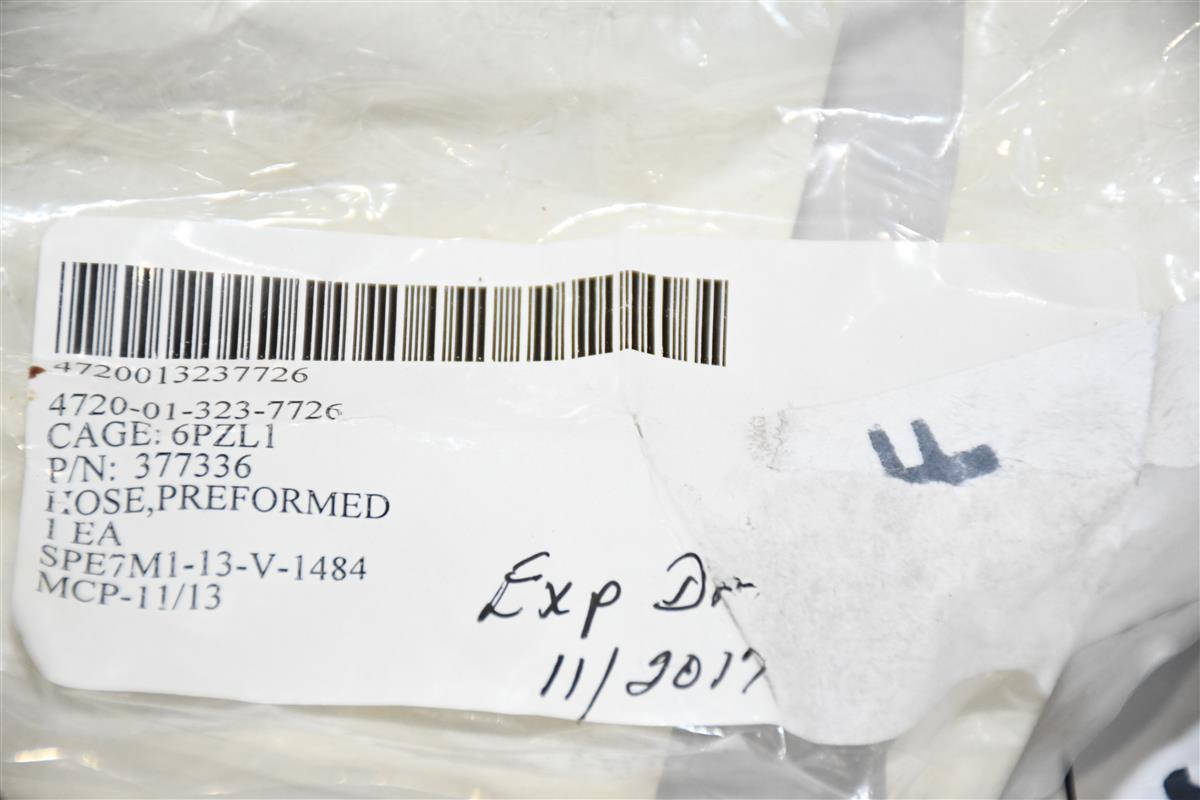 4720013237726
4720-01-323-7726
CAGE: 6PZL1
P/N: 377336
HOSE,PREFORMED
1 EA
SPE7M1-13-V-1484
MCP-11/13
Exp
11/2017
F